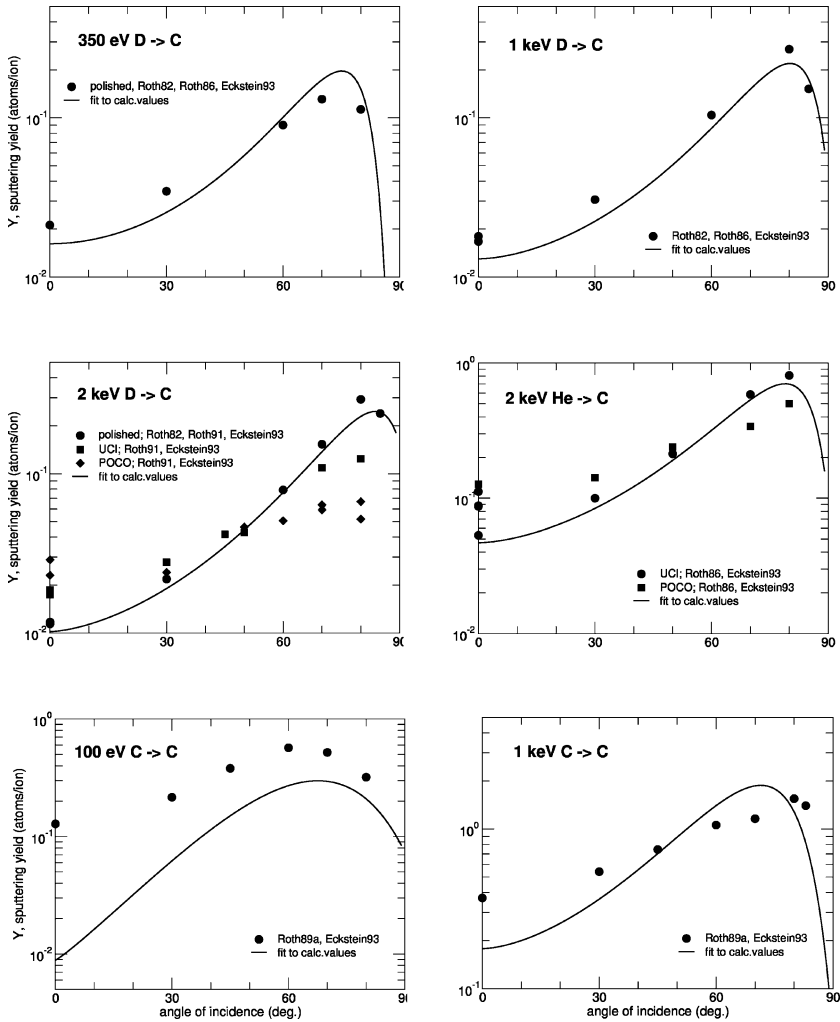 350 eV D -> C
polished, Roth82, Roth86, Eckstein93
fit to calc.values
Y, sputtering yield (atoms/ion)
10-1
10-2
0
30
60
90
1 keV D -> C
Roth82, Roth86, Eckstein93
fit to calc.values
10-1
10-2
0
30
60
90
2 keV D -> C
polished; Roth82, Roth91, Eckstein93
UCI; Roth91, Eckstein93
POCO; Roth91, Eckstein93
fit to calc.values
Y, sputtering yield (atoms/ion)
10-1
10-2
0
30
60
90
2 keV He -> C
UCI; Roth86, Eckstein93
POCO; Roth86, Eckstein93
fit to calc.values
100
10-1
10-2
0
30
60
90
100 eV C -> C
Roth89a, Eckstein93
fit to calc.values
Y, sputtering yield (atoms/ion)
100
10-1
10-2
0
30
60
90
angle of incidence (deg.)
1 keV C -> C
Roth89a, Eckstein93
fit to calc.values
100
10-1
0
30
60
90
angle of incidence (deg.)